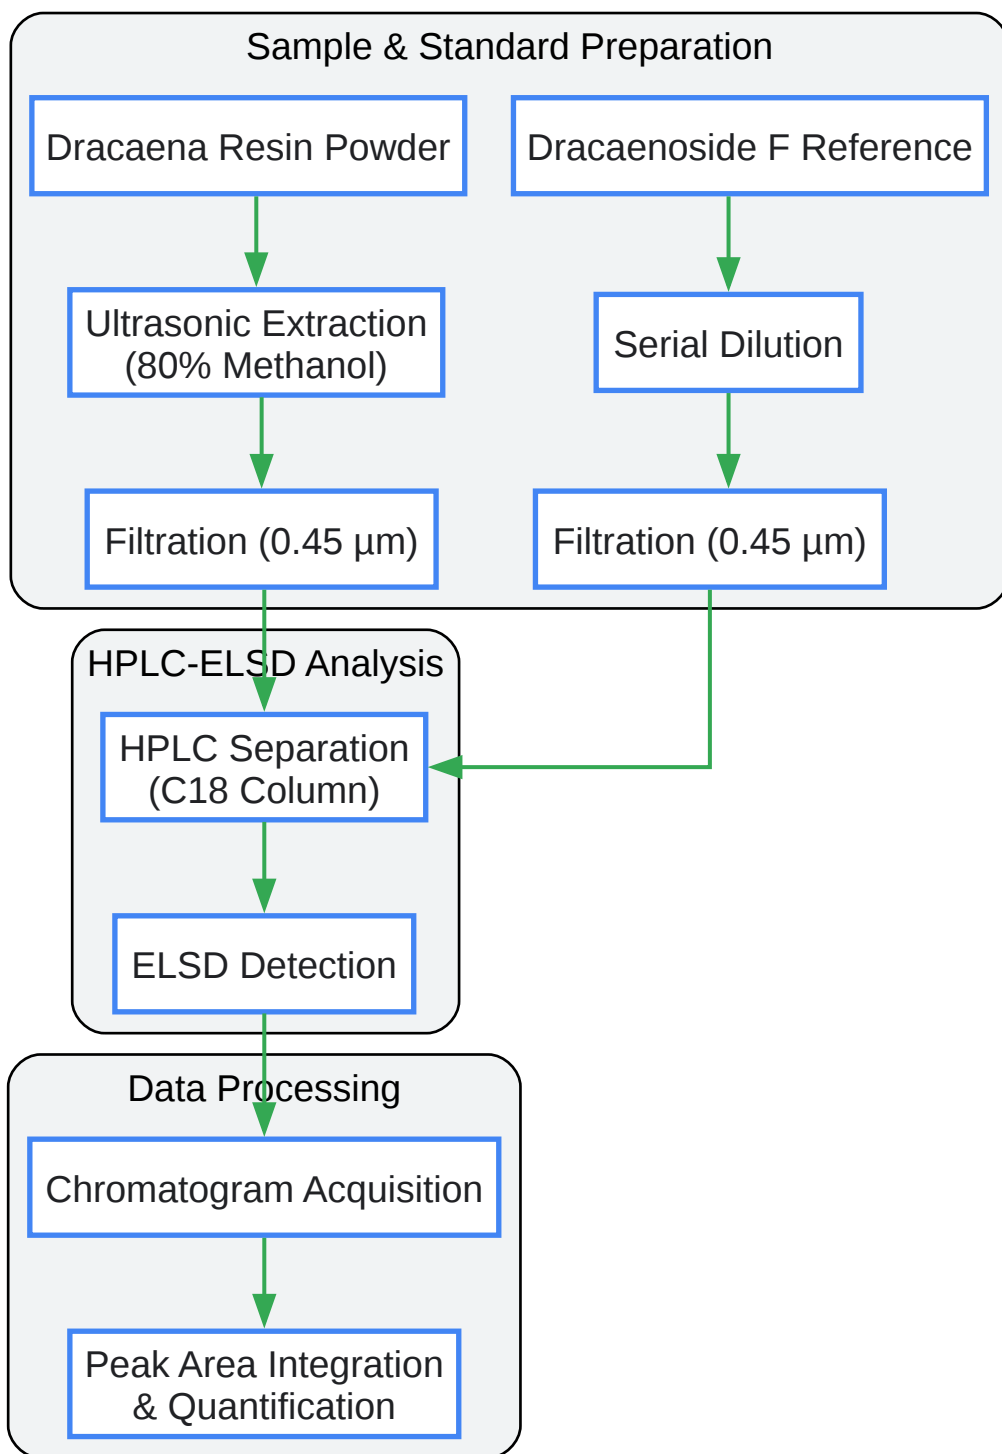 Sample & Standard Preparation
Dracaena Resin Powder
Dracaenoside F Reference
Ultrasonic Extraction
(80% Methanol)
Serial Dilution
Filtration (0.45 µm)
Filtration (0.45 µm)
HPLC-ELSD Analysis
HPLC Separation
(C18 Column)
ELSD Detection
Data Processing
Chromatogram Acquisition
Peak Area Integration
& Quantification